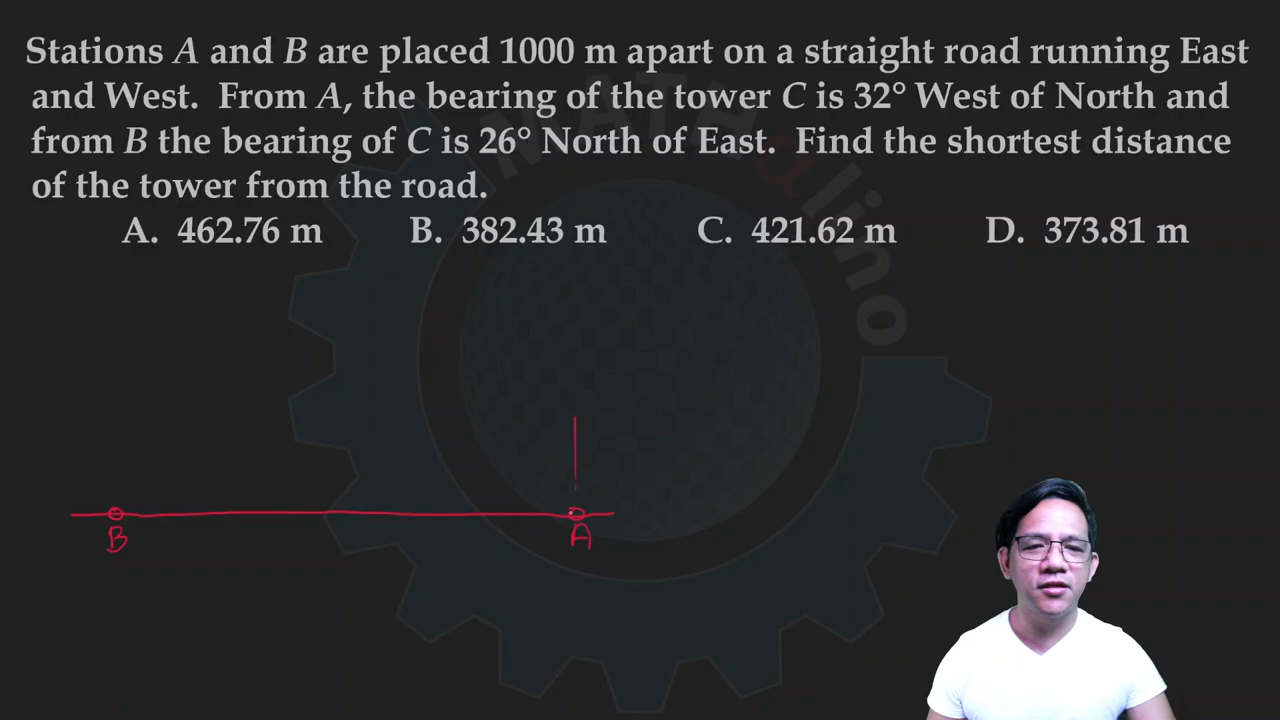 Stations A and B are placed 1000 m apart on a straight road running East
and West. From A, the bearing of the tower C is 32° West of North and
from B the bearing of C is 26° North of East. Find the shortest distance
of the tower from the road.
A. 462.76 m B. 382.43 m C. 421.62 m D. 373.81 m
MATHalino
B A